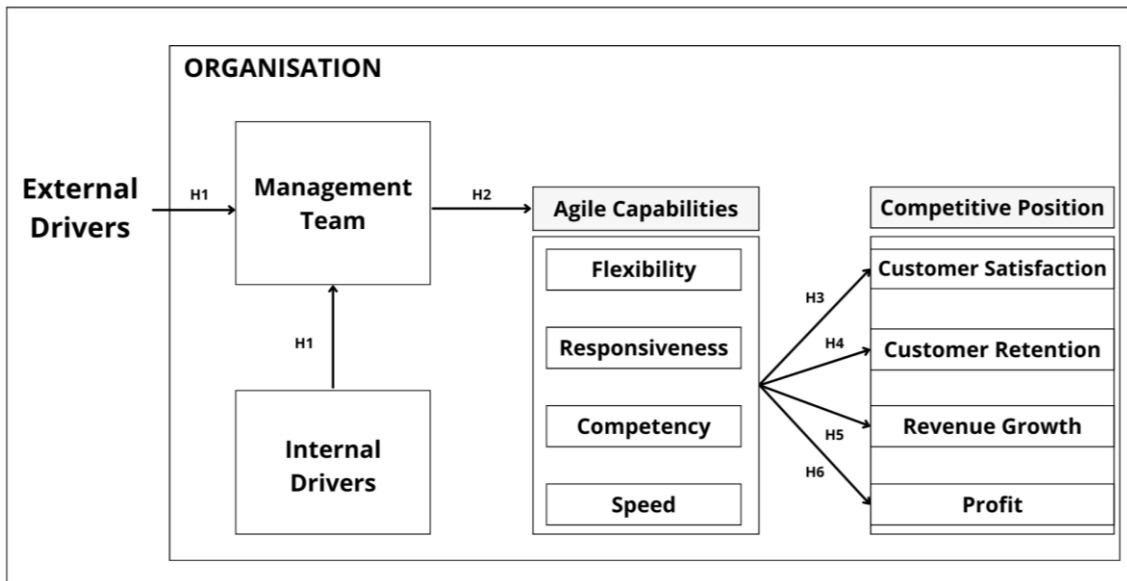 ORGANISATION
External
Drivers
H1
Management
Team
H2
H1
Internal
Drivers
Agile Capabilities
Flexibility
Responsiveness
Competency
Speed
H3
H4
H5
H6
Competitive Position
Customer Satisfaction
Customer Retention
Revenue Growth
Profit